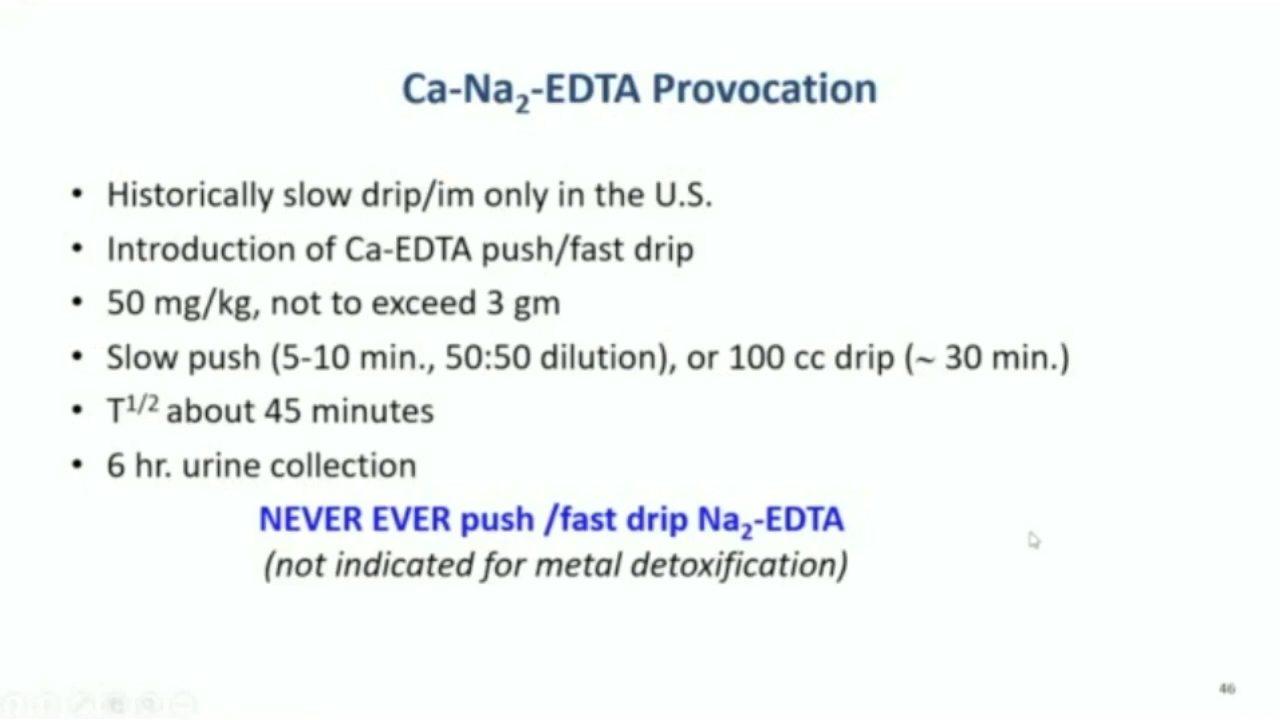 Ca-Na₂-EDTA Provocation
• Historically slow drip/im only in the U.S.
• Introduction of Ca-EDTA push/fast drip
• 50 mg/kg, not to exceed 3 gm
• Slow push (5-10 min., 50:50 dilution), or 100 cc drip (~ 30 min.)
• T¹/² about 45 minutes
• 6 hr. urine collection
NEVER EVER push /fast drip Na₂-EDTA
(not indicated for metal detoxification)
46